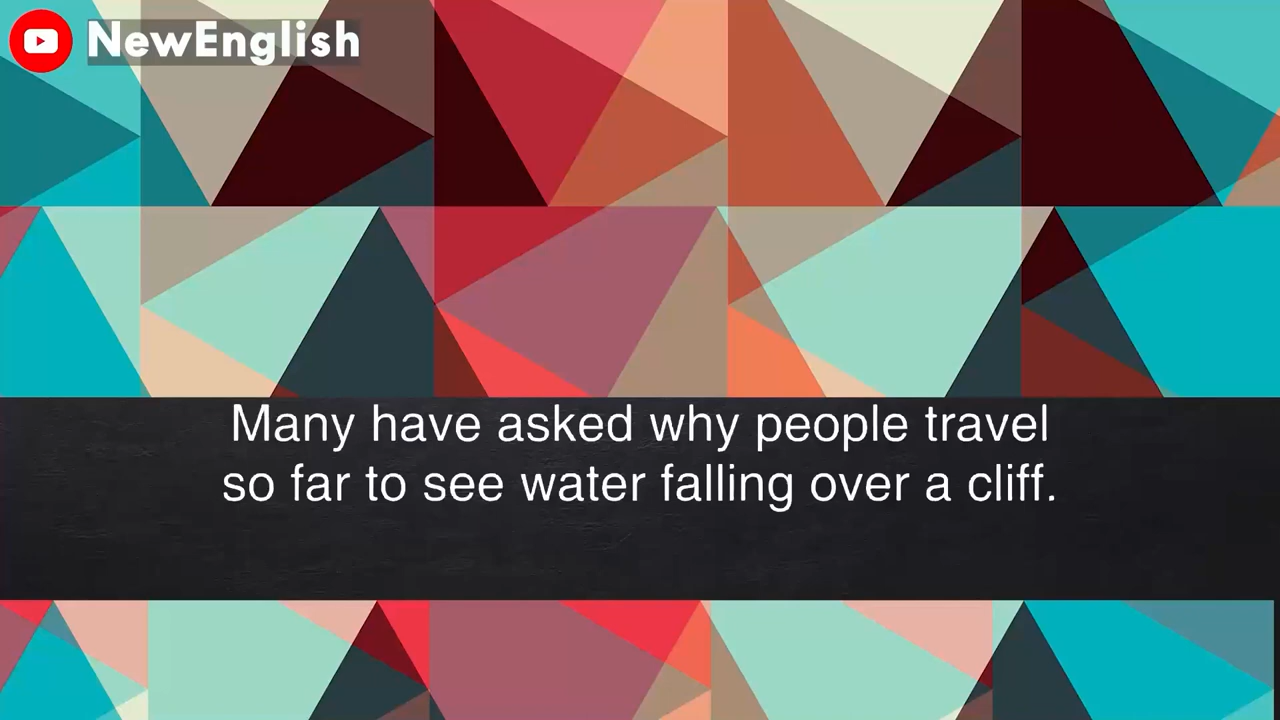 NewEnglish
Many have asked why people travel
so far to see water falling over a cliff.